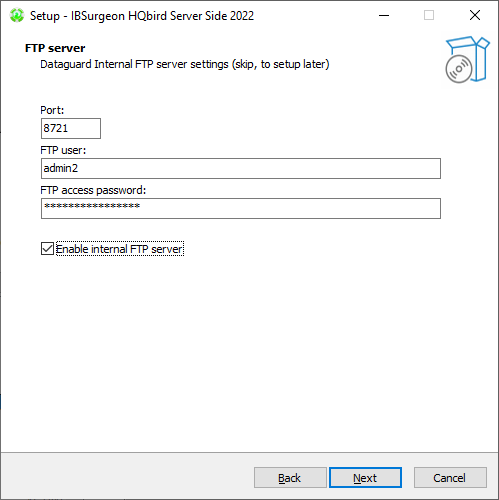 Setup - IBSurgeon HQbird Server Side 2022
FTP server
Dataguard Internal FTP server settings (skip, to setup later)
Port:
8721
FTP user:
admin2
FTP access password:
****************
Enable internal FTP server
Back
Next
Cancel